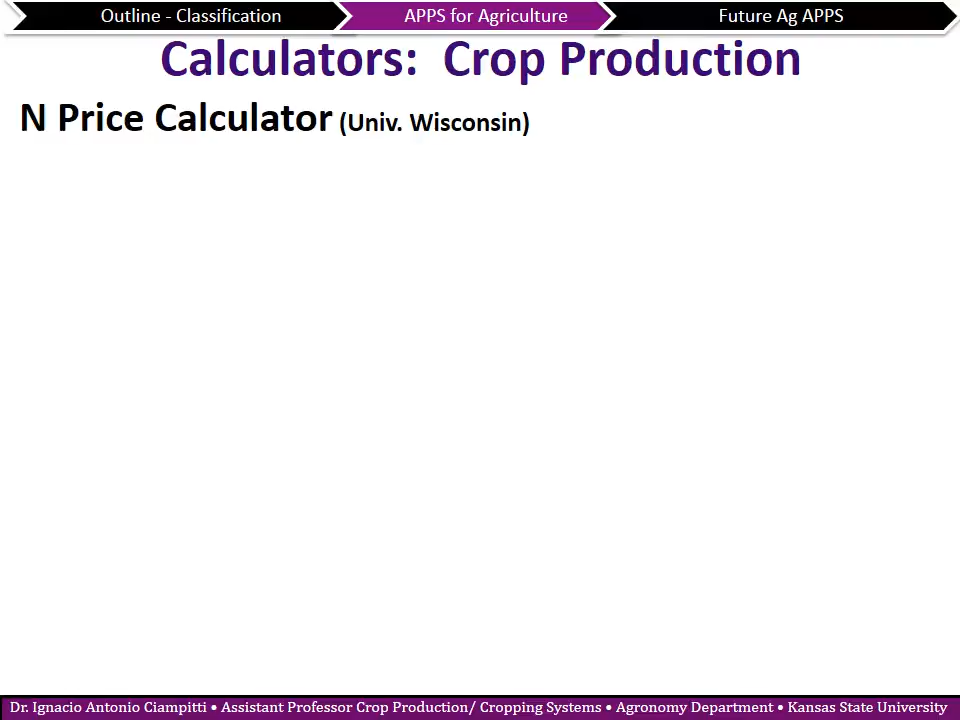 Outline - Classification
APPS for Agriculture
Future Ag APPS
Calculators: Crop Production
N Price Calculator (Univ. Wisconsin)
Dr. Ignacio Antonio Ciampitti • Assistant Professor Crop Production/ Cropping Systems • Agronomy Department • Kansas State University